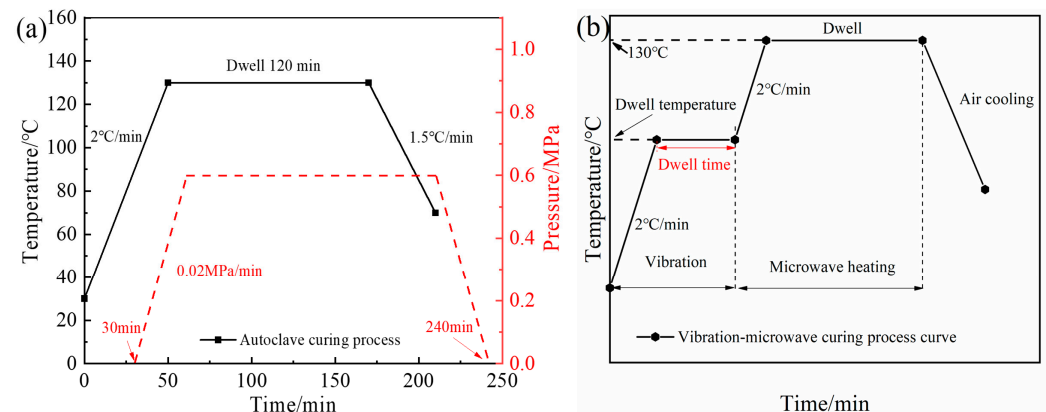 (a)
160
140
120
100
80
60
40
20
0
Temperature/°C
0
50
100
150
200
250
Time/min
1.0
0.8
0.6
0.4
0.2
0.0
Pressure/MPa
Dwell 120 min
2°C/min
1.5°C/min
0.02MPa/min
30min
240min
Autoclave curing process
(b)
Temperature/°C
Dwell
130°C
2°C/min
Air cooling
Dwell temperature
Dwell time
2°C/min
Vibration
Microwave heating
Vibration-microwave curing process curve
Time/min